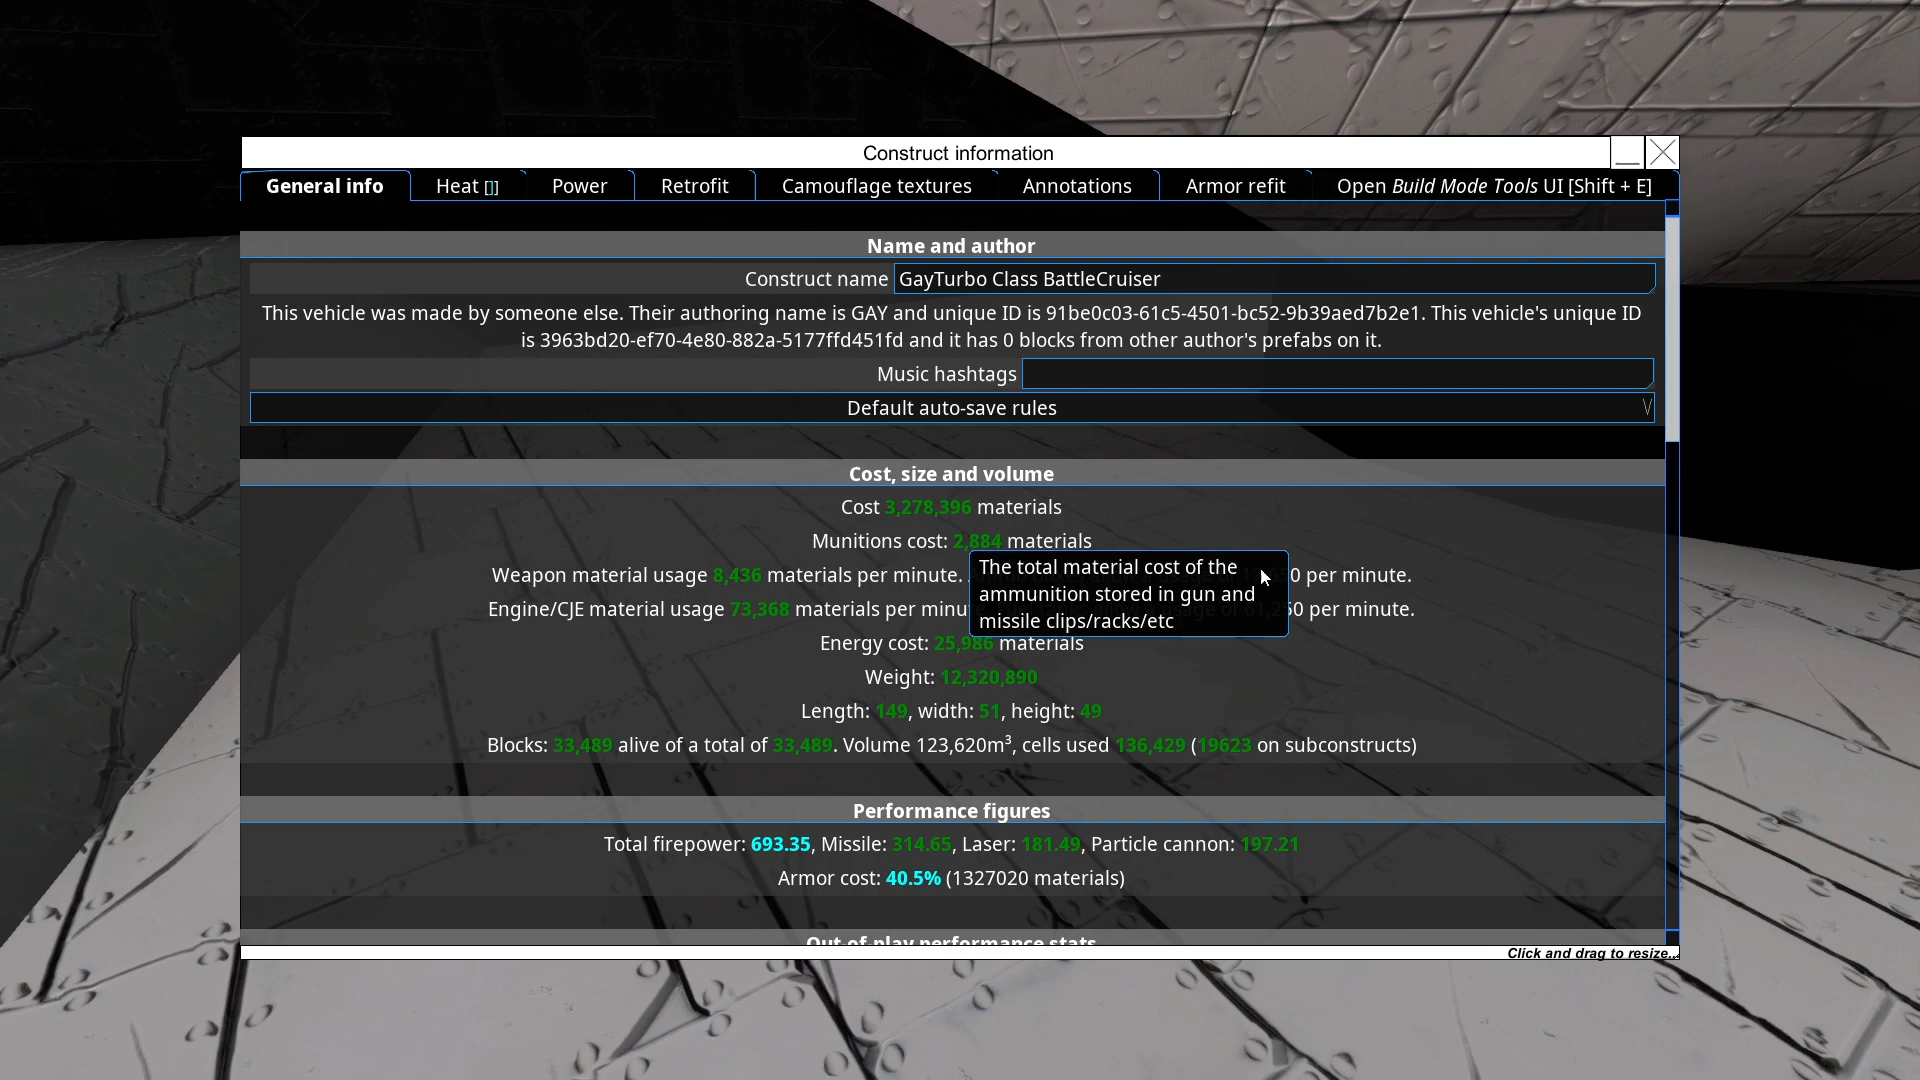 Construct information
General info Heat [|] Power Retrofit Camouflage textures Annotations Armor refit Open Build Mode Tools UI [Shift + E]
Name and author
Construct name GayTurbo Class BattleCruiser
This vehicle was made by someone else. Their authoring name is GAY and unique ID is 91be0c03-61c5-4501-bc52-9b39aed7b2e1. This vehicle's unique ID
is 3963bd20-ef70-4e80-882a-5177ffd451fd and it has 0 blocks from other author's prefabs on it.
Music hashtags
Default auto-save rules
Cost, size and volume
Cost 3,278,396 materials
Munitions cost: 2,884 materials
Weapon material usage 8,436 materials per minute. per minute.
Engine/CJE material usage 73,368 materials per minute per minute.
The total material cost of the
ammunition stored in gun and
missile clips/racks/etc
Energy cost: 25,986 materials
Weight: 12,320,890
Length: 149, width: 51, height: 49
Blocks: 33,489 alive of a total of 33,489. Volume 123,620m³, cells used 136,429 (19623 on subconstructs)
Performance figures
Total firepower: 693.35, Missile: 314.65, Laser: 181.49, Particle cannon: 197.21
Armor cost: 40.5% (1327020 materials)
Out-of-play performance stats
Click and drag to resize...